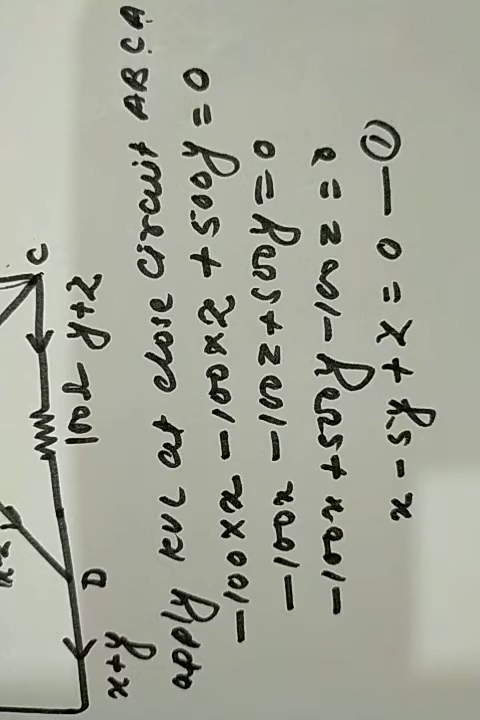 C
100Ω y+z
D
x+y
apply KVL at close circuit ABCA
-100×x -100×z + 500y = 0
-100x -100z + 500y = 0
-100x + 500y - 100z = 0
x - 5y + z = 0 — ①